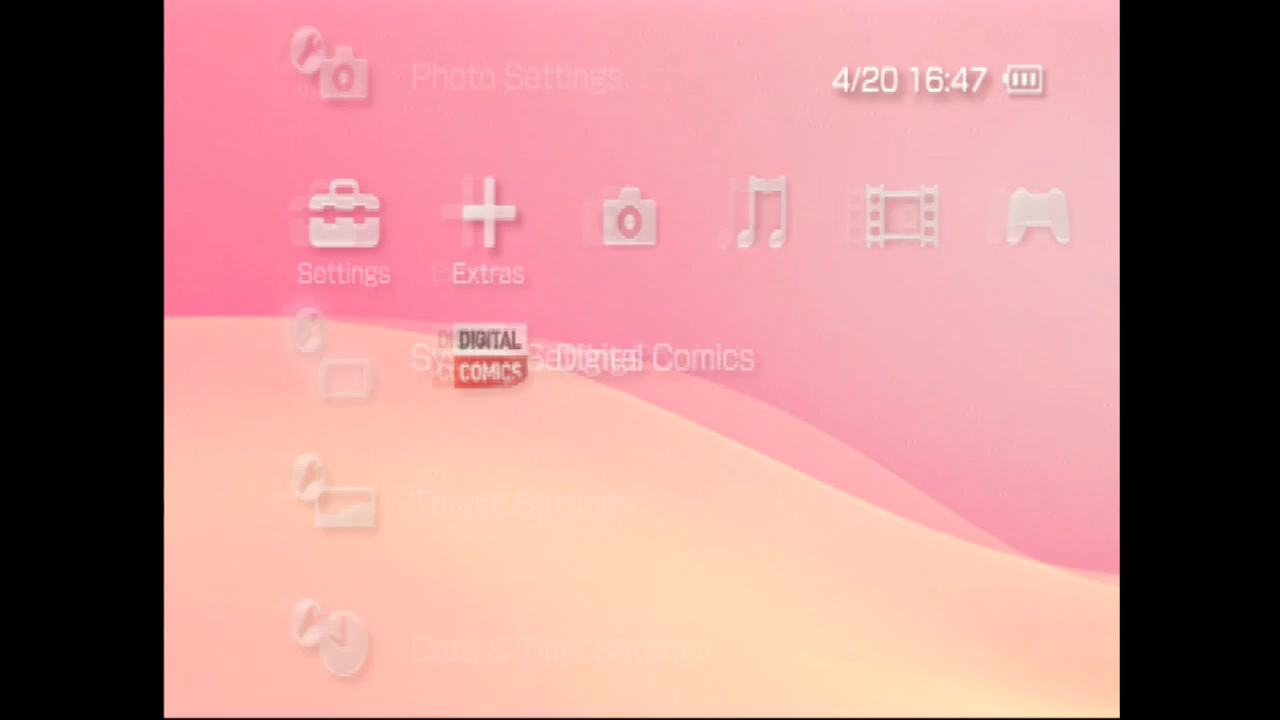 Photo Settings
4/20 16:47
Settings
Extras
DIGITAL
COMICS
Digital Comics
Theme Settings
Date & Time Settings